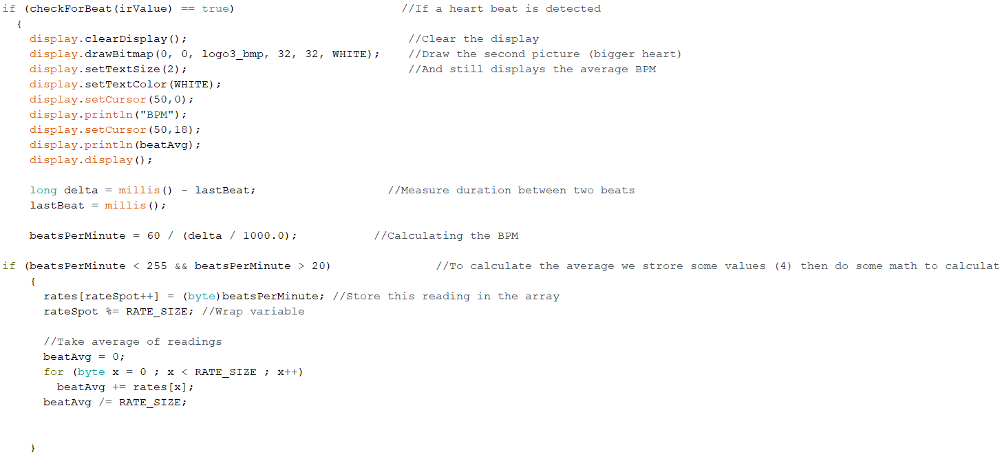 if (checkForBeat(irValue) == true) //If a heart beat is detected
{
display.clearDisplay(); //Clear the display
display.drawBitmap(0, 0, logo3_bmp, 32, 32, WHITE); //Draw the second picture (bigger heart)
display.setTextSize(2); //And still displays the average BPM
display.setTextColor(WHITE);
display.setCursor(50,0);
display.println("BPM");
display.setCursor(50,18);
display.println(beatAvg);
display.display();
long delta = millis() - lastBeat; //Measure duration between two beats
lastBeat = millis();
beatsPerMinute = 60 / (delta / 1000.0); //Calculating the BPM
if (beatsPerMinute < 255 && beatsPerMinute > 20) //To calculate the average we strore some values (4) then do some math to calculat
{
rates[rateSpot++] = (byte)beatsPerMinute; //Store this reading in the array
rateSpot %= RATE_SIZE; //Wrap variable
//Take average of readings
beatAvg = 0;
for (byte x = 0 ; x < RATE_SIZE ; x++)
beatAvg += rates[x];
beatAvg /= RATE_SIZE;
}